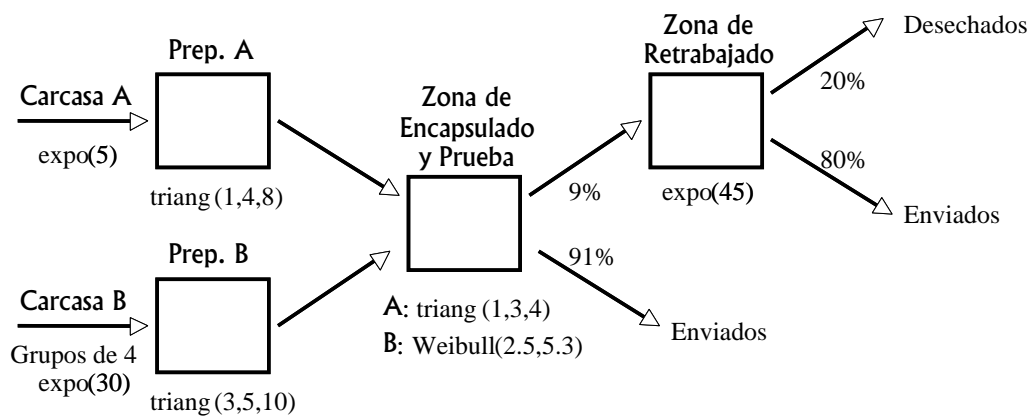 Prep. A
Carcasa A
expo(5)
triang (1,4,8)
Prep. B
Carcasa B
Grupos de 4
expo(30)
triang (3,5,10)
Zona de
Encapsulado
y Prueba
A: triang (1,3,4)
B: Weibull(2.5,5.3)
9%
91%
Enviados
Zona de
Retrabajado
expo(45)
Desechados
20%
80%
Enviados